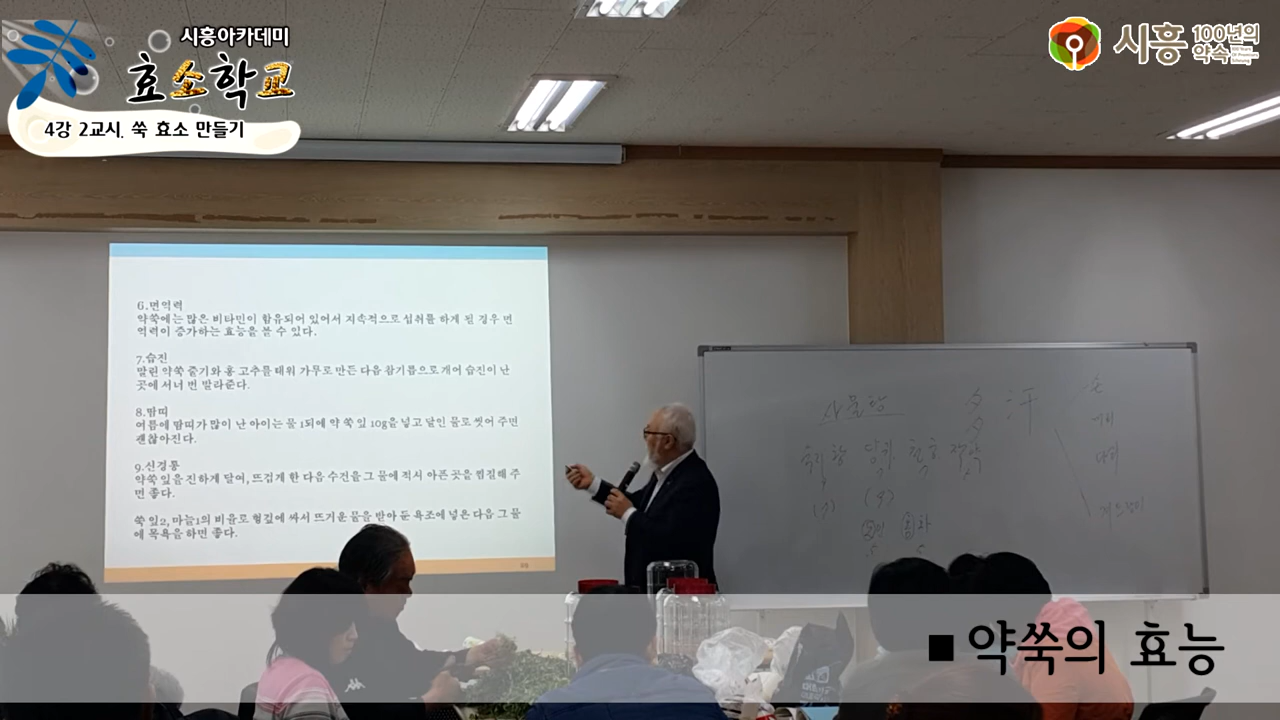 시흥아카데미
효소학교
4강 2교시. 쑥 효소 만들기
시흥 100년의 약속
6.면역력
약쑥에는 많은 비타민이 함유되어 있어서 지속적으로 섭취를 하게 될 경우 면
역력이 증가하는 효능을 볼 수 있다.
7.습진
말린 약쑥 줄기와 홍 고추를 태워 가루로 만든 다음 참기름으로 개어 습진이 난
곳에 서너 번 발라준다.
8.땀띠
여름에 땀띠가 많이 난 아이는 물 1되에 약 쑥 잎 10g을 넣고 달인 물로 씻어 주면
괜찮아진다.
9.신경통
약쑥잎을 진하게 달여, 뜨겁게 한 다음 수건을 그 물에 적셔 아픈 곳을 찜질해 주
면 좋다.
쑥 잎2, 마늘1의 비율로 헝겊에 싸서 뜨거운 물을 받아 둔 욕조에 넣은 다음 그 물
에 목욕을 하면 좋다.
사물탕
당귀 천궁 작약
汗
■ 약쑥의 효능